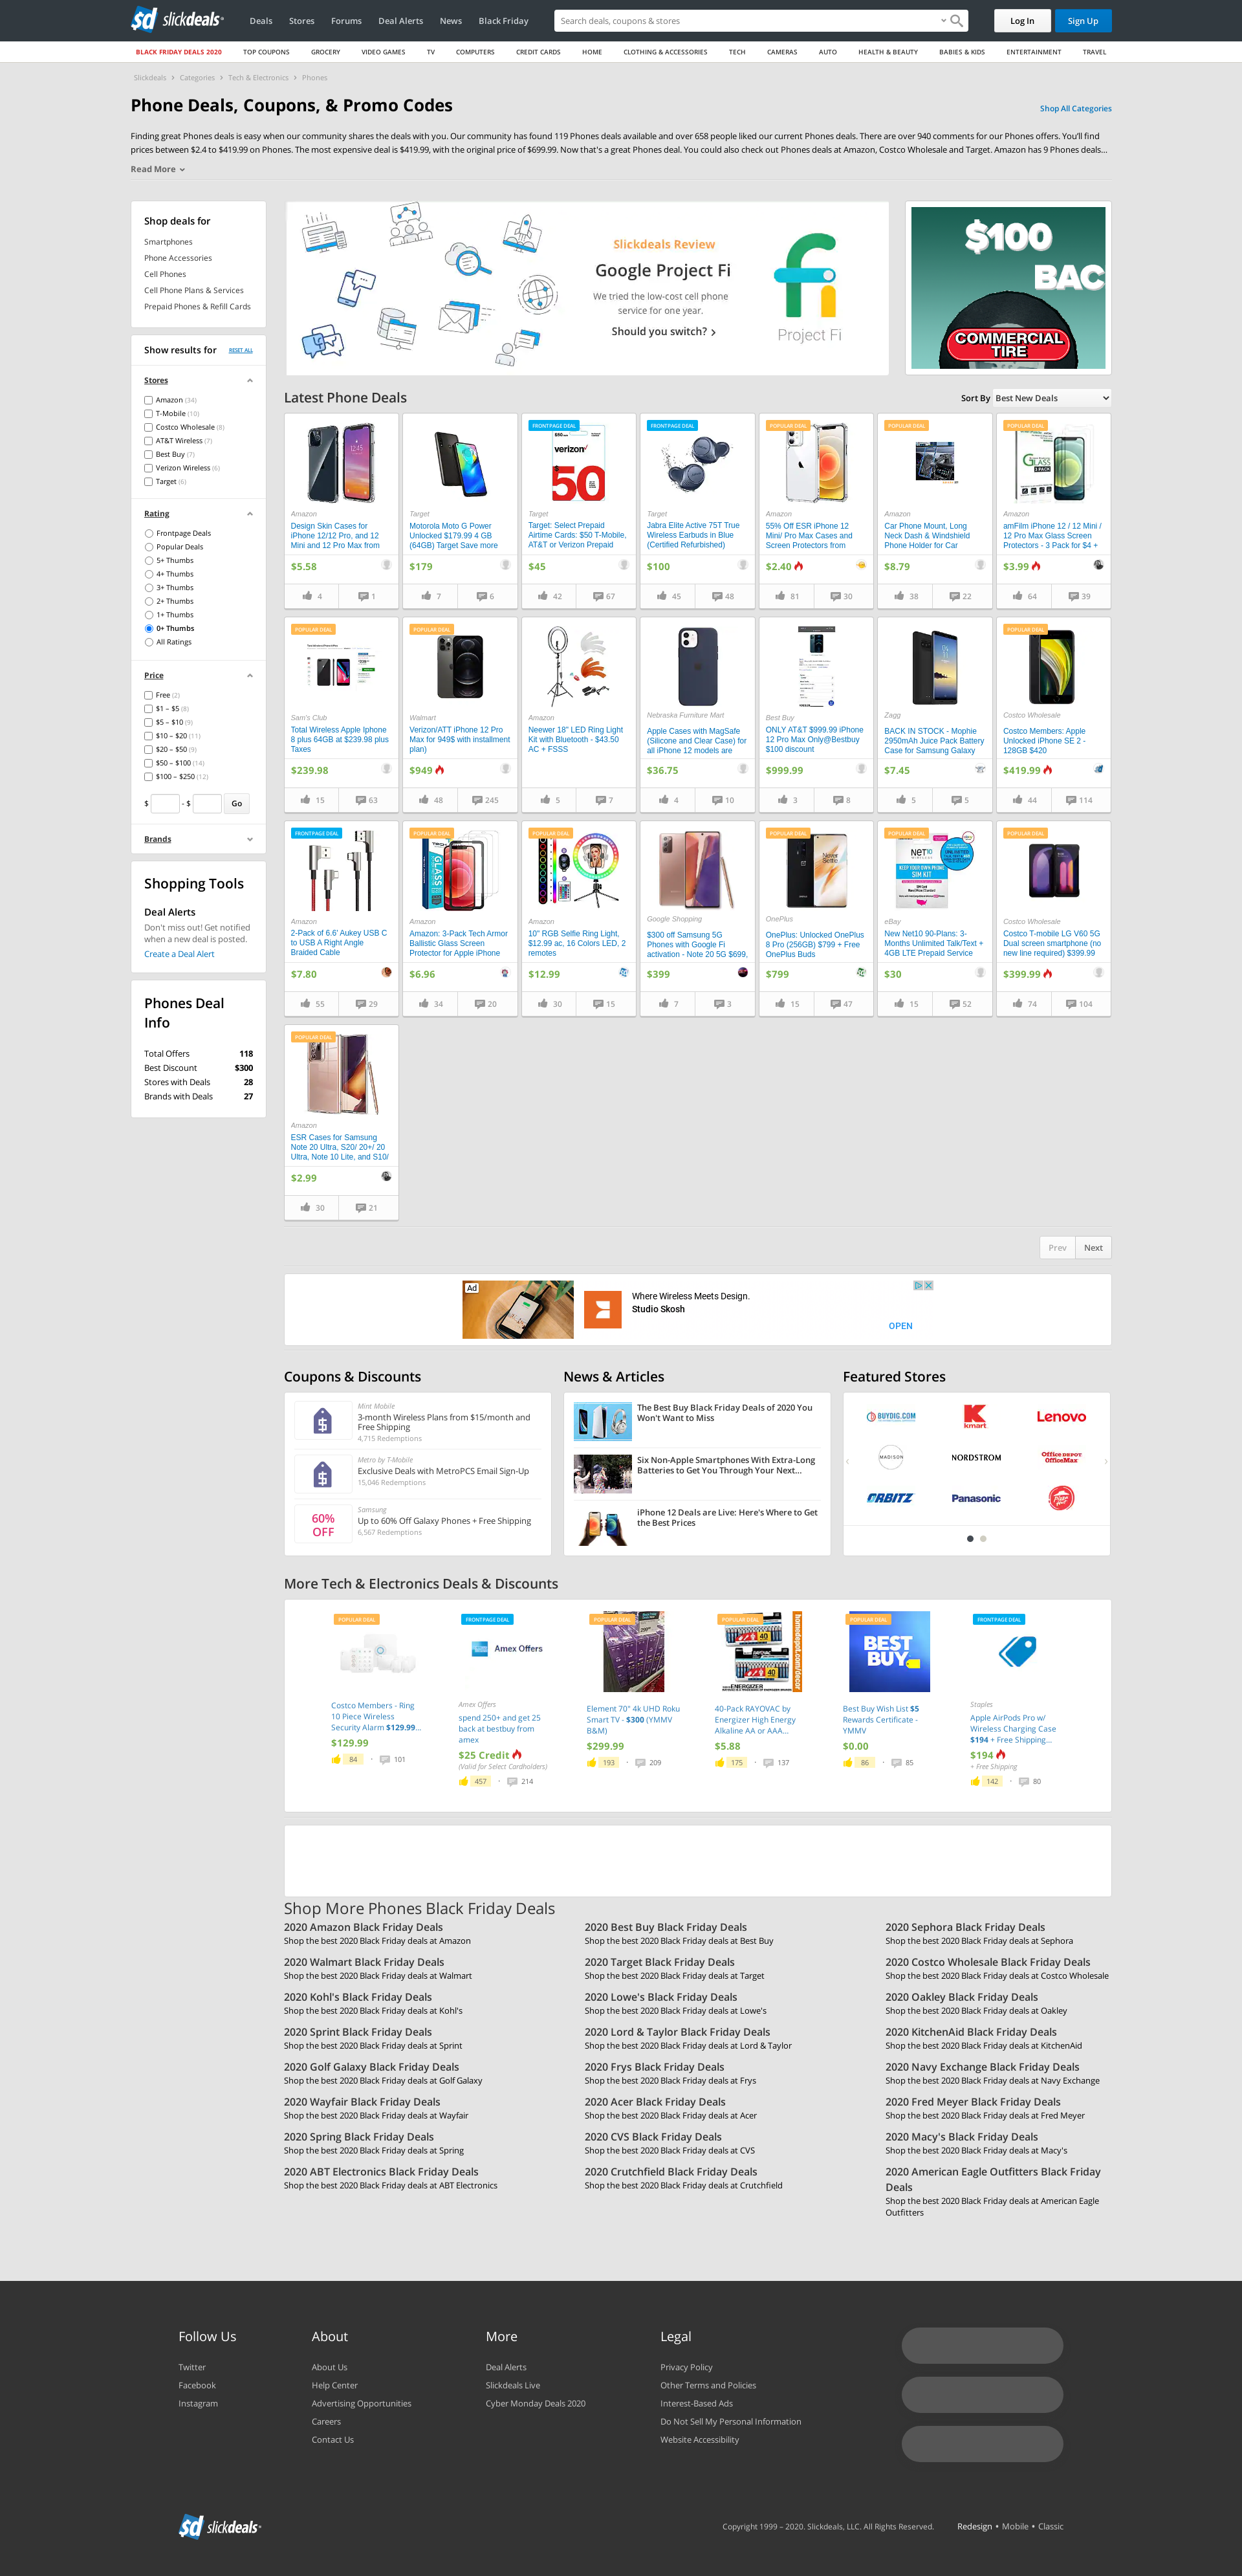 slickdeals
Deals Stores Forums Deal Alerts News Black Friday
Search deals, coupons & stores
Log In Sign Up
BLACK FRIDAY DEALS 2020 TOP COUPONS GROCERY VIDEO GAMES TV COMPUTERS CREDIT CARDS HOME CLOTHING & ACCESSORIES TECH CAMERAS AUTO HEALTH & BEAUTY BABIES & KIDS ENTERTAINMENT TRAVEL
Slickdeals › Categories › Tech & Electronics › Phones
Phone Deals, Coupons, & Promo Codes
Shop All Categories
Finding great Phones deals is easy when our community shares the deals with you. Our community has found 119 Phones deals available and over 658 people liked our current Phones deals. There are over 940 comments for our Phones offers. You'll find
prices between $2.4 to $419.99 on Phones. The most expensive deal is $419.99, with the original price of $699.99. Now that's a great Phones deal. You could also check out Phones deals at Amazon, Costco Wholesale and Target. Amazon has 9 Phones deals...
Read More
Shop deals for
Smartphones
Phone Accessories
Cell Phones
Cell Phone Plans & Services
Prepaid Phones & Refill Cards
Show results for RESET ALL
Stores
Amazon (34)
T-Mobile (10)
Costco Wholesale (8)
AT&T Wireless (7)
Best Buy (7)
Verizon Wireless (6)
Target (6)
Rating
Frontpage Deals
Popular Deals
5+ Thumbs
4+ Thumbs
3+ Thumbs
2+ Thumbs
1+ Thumbs
0+ Thumbs
All Ratings
Price
Free (2)
$1 – $5 (8)
$5 – $10 (9)
$10 – $20 (11)
$20 – $50 (9)
$50 – $100 (14)
$100 – $250 (12)
$ - $ Go
Brands
Shopping Tools
Deal Alerts
Don't miss out! Get notified
when a new deal is posted.
Create a Deal Alert
Phones Deal
Info
Total Offers 118
Best Discount $300
Stores with Deals 28
Brands with Deals 27
Slickdeals Review
Google Project Fi
We tried the low-cost cell phone
service for one year.
Should you switch? ›
Project Fi
$100
BAC
COMMERCIAL
TIRE
Latest Phone Deals
Sort By Best New Deals
Amazon
Design Skin Cases for
iPhone 12/12 Pro, and 12
Mini and 12 Pro Max from
$5.58
4 1
Target
Motorola Moto G Power
Unlocked $179.99 4 GB
(64GB) Target Save more
$179
7 6
FRONTPAGE DEAL
verizon
50
Target
Target: Select Prepaid
Airtime Cards: $50 T-Mobile,
AT&T or Verizon Prepaid
$45
42 67
FRONTPAGE DEAL
Target
Jabra Elite Active 75T True
Wireless Earbuds in Blue
(Certified Refurbished)
$100
45 48
POPULAR DEAL
Amazon
55% Off ESR iPhone 12
Mini/ Pro Max Cases and
Screen Protectors from
$2.40
81 30
POPULAR DEAL
Amazon
Car Phone Mount, Long
Neck Dash & Windshield
Phone Holder for Car
$8.79
38 22
POPULAR DEAL
GLASS
Amazon
amFilm iPhone 12 / 12 Mini /
12 Pro Max Glass Screen
Protectors - 3 Pack for $4 +
$3.99
64 39
POPULAR DEAL
Sam's Club
Total Wireless Apple Iphone
8 plus 64GB at $239.98 plus
Taxes
$239.98
15 63
POPULAR DEAL
Walmart
Verizon/ATT iPhone 12 Pro
Max for 949$ with installment
plan)
$949
48 245
Amazon
Neewer 18" LED Ring Light
Kit with Bluetooth - $43.50
AC + FSSS
5 7
Nebraska Furniture Mart
Apple Cases with MagSafe
(Silicone and Clear Case) for
all iPhone 12 models are
$36.75
4 10
Best Buy
ONLY AT&T $999.99 iPhone
12 Pro Max Only@Bestbuy
$100 discount
$999.99
3 8
Zagg
BACK IN STOCK - Mophie
2950mAh Juice Pack Battery
Case for Samsung Galaxy
$7.45
5 5
POPULAR DEAL
Costco Wholesale
Costco Members: Apple
Unlocked iPhone SE 2 -
128GB $420
$419.99
44 114
FRONTPAGE DEAL
Amazon
2-Pack of 6.6' Aukey USB C
to USB A Right Angle
Braided Cable
$7.80
55 29
POPULAR DEAL
GLASS
Amazon
Amazon: 3-Pack Tech Armor
Ballistic Glass Screen
Protector for Apple iPhone
$6.96
34 20
POPULAR DEAL
Amazon
10" RGB Selfie Ring Light,
$12.99 ac, 16 Colors LED, 2
remotes
$12.99
30 15
Google Shopping
$300 off Samsung 5G
Phones with Google Fi
activation - Note 20 5G $699,
$399
7 3
POPULAR DEAL
Never
Settle
OnePlus
OnePlus: Unlocked OnePlus
8 Pro (256GB) $799 + Free
OnePlus Buds
$799
15 47
POPULAR DEAL
NET10
SIM KIT
eBay
New Net10 90-Plans: 3-
Months Unlimited Talk/Text +
4GB LTE Prepaid Service
$30
15 52
POPULAR DEAL
Costco Wholesale
Costco T-mobile LG V60 5G
Dual screen smartphone (no
new line required) $399.99
$399.99
74 104
POPULAR DEAL
Amazon
ESR Cases for Samsung
Note 20 Ultra, S20/ 20+/ 20
Ultra, Note 10 Lite, and S10/
$2.99
30 21
Prev Next
Ad
Where Wireless Meets Design.
Studio Skosh
OPEN
Coupons & Discounts
Mint Mobile
3-month Wireless Plans from $15/month and
Free Shipping
4,715 Redemptions
Metro by T-Mobile
Exclusive Deals with MetroPCS Email Sign-Up
15,046 Redemptions
60%
OFF
Samsung
Up to 60% Off Galaxy Phones + Free Shipping
6,567 Redemptions
News & Articles
The Best Buy Black Friday Deals of 2020 You
Won't Want to Miss
Six Non-Apple Smartphones With Extra-Long
Batteries to Get You Through Your Next...
iPhone 12 Deals are Live: Here's Where to Get
the Best Prices
Featured Stores
BUYDIG.COM kmart Lenovo
MADISON NORDSTROM Office DEPOT OfficeMax
ORBITZ Panasonic Pizza Hut
More Tech & Electronics Deals & Discounts
POPULAR DEAL
Costco Members - Ring
10 Piece Wireless
Security Alarm $129.99...
$129.99
84 • 101
FRONTPAGE DEAL
Amex Offers
Amex Offers
spend 250+ and get 25
back at bestbuy from
amex
$25 Credit
(Valid for Select Cardholders)
457 • 214
POPULAR DEAL
Element 70" 4k UHD Roku
Smart TV - $300 (YMMV
B&M)
$299.99
193 • 209
POPULAR DEAL
RAYOVAC
40
homedepot.com/decor
ENERGIZER
40-Pack RAYOVAC by
Energizer High Energy
Alkaline AA or AAA...
$5.88
175 • 137
POPULAR DEAL
BEST
BUY
Best Buy Wish List $5
Rewards Certificate -
YMMV
$0.00
86 • 85
FRONTPAGE DEAL
Staples
Apple AirPods Pro w/
Wireless Charging Case
$194 + Free Shipping...
$194
+ Free Shipping
142 • 80
Shop More Phones Black Friday Deals
2020 Amazon Black Friday Deals
Shop the best 2020 Black Friday deals at Amazon
2020 Best Buy Black Friday Deals
Shop the best 2020 Black Friday deals at Best Buy
2020 Sephora Black Friday Deals
Shop the best 2020 Black Friday deals at Sephora
2020 Walmart Black Friday Deals
Shop the best 2020 Black Friday deals at Walmart
2020 Target Black Friday Deals
Shop the best 2020 Black Friday deals at Target
2020 Costco Wholesale Black Friday Deals
Shop the best 2020 Black Friday deals at Costco Wholesale
2020 Kohl's Black Friday Deals
Shop the best 2020 Black Friday deals at Kohl's
2020 Lowe's Black Friday Deals
Shop the best 2020 Black Friday deals at Lowe's
2020 Oakley Black Friday Deals
Shop the best 2020 Black Friday deals at Oakley
2020 Sprint Black Friday Deals
Shop the best 2020 Black Friday deals at Sprint
2020 Lord & Taylor Black Friday Deals
Shop the best 2020 Black Friday deals at Lord & Taylor
2020 KitchenAid Black Friday Deals
Shop the best 2020 Black Friday deals at KitchenAid
2020 Golf Galaxy Black Friday Deals
Shop the best 2020 Black Friday deals at Golf Galaxy
2020 Frys Black Friday Deals
Shop the best 2020 Black Friday deals at Frys
2020 Navy Exchange Black Friday Deals
Shop the best 2020 Black Friday deals at Navy Exchange
2020 Wayfair Black Friday Deals
Shop the best 2020 Black Friday deals at Wayfair
2020 Acer Black Friday Deals
Shop the best 2020 Black Friday deals at Acer
2020 Fred Meyer Black Friday Deals
Shop the best 2020 Black Friday deals at Fred Meyer
2020 Spring Black Friday Deals
Shop the best 2020 Black Friday deals at Spring
2020 CVS Black Friday Deals
Shop the best 2020 Black Friday deals at CVS
2020 Macy's Black Friday Deals
Shop the best 2020 Black Friday deals at Macy's
2020 ABT Electronics Black Friday Deals
Shop the best 2020 Black Friday deals at ABT Electronics
2020 Crutchfield Black Friday Deals
Shop the best 2020 Black Friday deals at Crutchfield
2020 American Eagle Outfitters Black Friday
Deals
Shop the best 2020 Black Friday deals at American Eagle
Outfitters
Follow Us
Twitter
Facebook
Instagram
About
About Us
Help Center
Advertising Opportunities
Careers
Contact Us
More
Deal Alerts
Slickdeals Live
Cyber Monday Deals 2020
Legal
Privacy Policy
Other Terms and Policies
Interest-Based Ads
Do Not Sell My Personal Information
Website Accessibility
slickdeals
Copyright 1999 – 2020. Slickdeals, LLC. All Rights Reserved. Redesign • Mobile • Classic